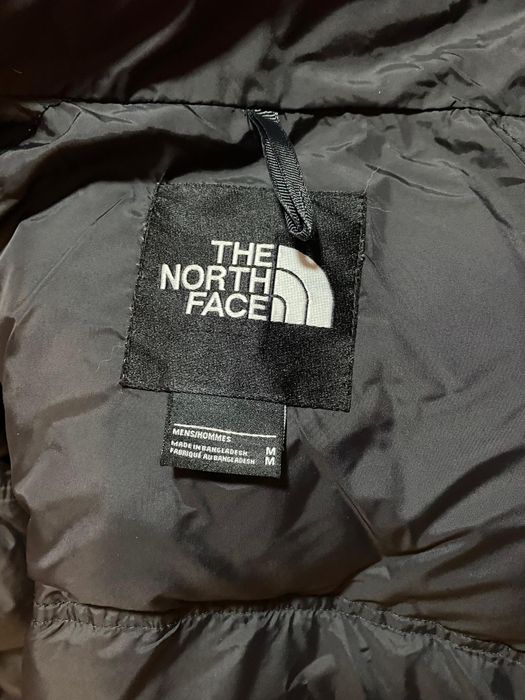 THE
NORTH
FACE
MENS/HOMMES
MADE IN BANGLADESH M
FABRIQUÉ AU BANGLADESH M